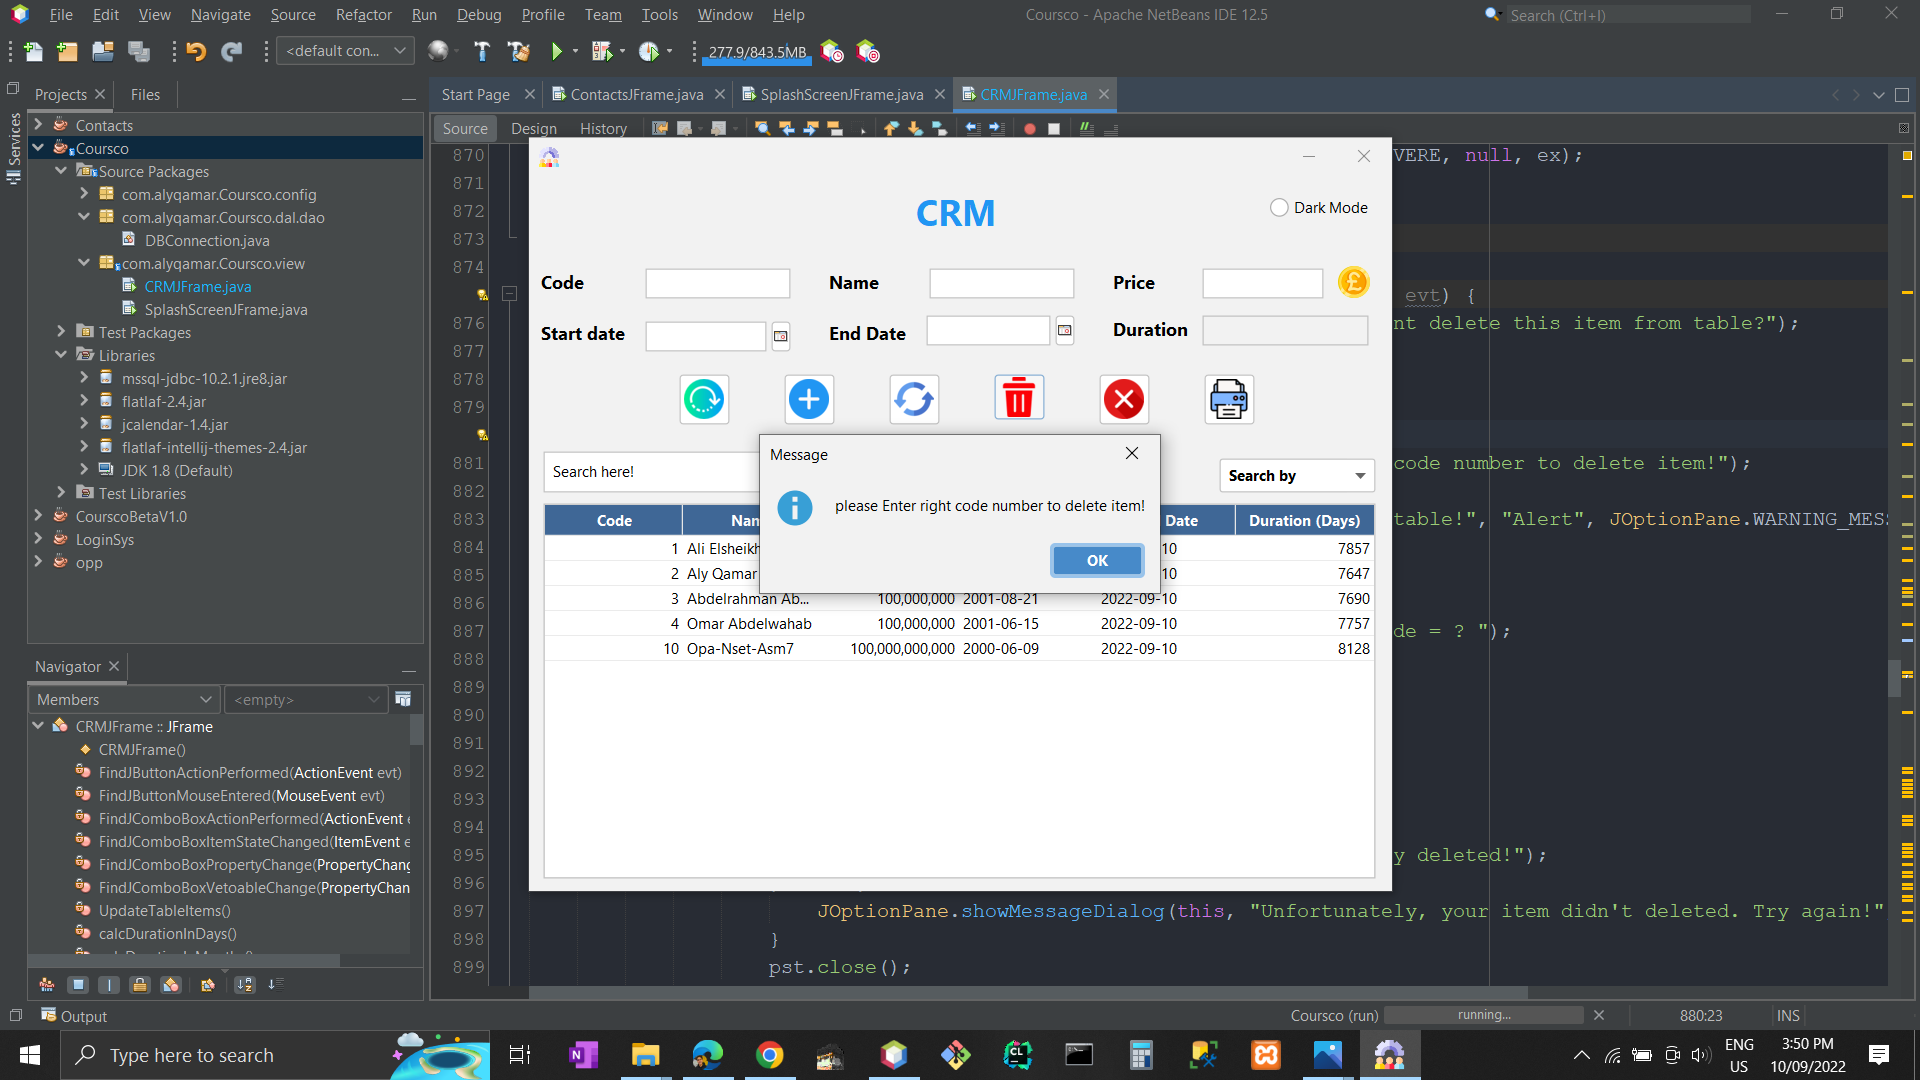 File Edit View Navigate Source Refactor Run Debug Profile Team Tools Window Help
Coursco - Apache NetBeans IDE 12.5
Search (Ctrl+I)
<default con...
277.9/843.5MB
Projects
Files
Services
Start Page
ContactsJFrame.java
SplashScreenJFrame.java
CRMJFrame.java
Source Design History
Contacts
Coursco
Source Packages
com.alyqamar.Coursco.config
com.alyqamar.Coursco.dal.dao
DBConnection.java
com.alyqamar.Coursco.view
CRMJFrame.java
SplashScreenJFrame.java
Test Packages
Libraries
mssql-jdbc-10.2.1.jre8.jar
flatlaf-2.4.jar
jcalendar-1.4.jar
flatlaf-intellij-themes-2.4.jar
JDK 1.8 (Default)
Test Libraries
CourscoBetaV1.0
LoginSys
opp
Navigator
Members
<empty>
CRMJFrame :: JFrame
CRMJFrame()
FindJButtonActionPerformed(ActionEvent evt)
FindJButtonMouseEntered(MouseEvent evt)
FindJComboBoxActionPerformed(ActionEvent
FindJComboBoxItemStateChanged(ItemEvent
FindJComboBoxPropertyChange(PropertyChang
FindJComboBoxVetoableChange(PropertyChan
UpdateTableItems()
calcDurationInDays()
870 VERE, null, ex);
871
872
873
874
evt) {
876 nt delete this item from table?");
877
878
879
881 code number to delete item!");
882
883 table!", "Alert", JOptionPane.WARNING_MES
884
885
886
887 de = ? ");
888
889
890
891
892
893
894
895 y deleted!");
896
897 JOptionPane.showMessageDialog(this, "Unfortunately, your item didn't deleted. Try again!"
898 }
899 pst.close();
CRM
Dark Mode
Code
Name
Price
Start date
End Date
Duration
Search here!
Search by
Message
please Enter right code number to delete item!
OK
Code Nam Date Duration (Days)
1 Ali Elsheikh 10 7857
2 Aly Qamar 10 7647
3 Abdelrahman Ab... 100,000,000 2001-08-21 2022-09-10 7690
4 Omar Abdelwahab 100,000,000 2001-06-15 2022-09-10 7757
10 Opa-Nset-Asm7 100,000,000,000 2000-06-09 2022-09-10 8128
Output
Coursco (run)
running...
880:23
INS
Type here to search
ENG
US
3:50 PM
10/09/2022